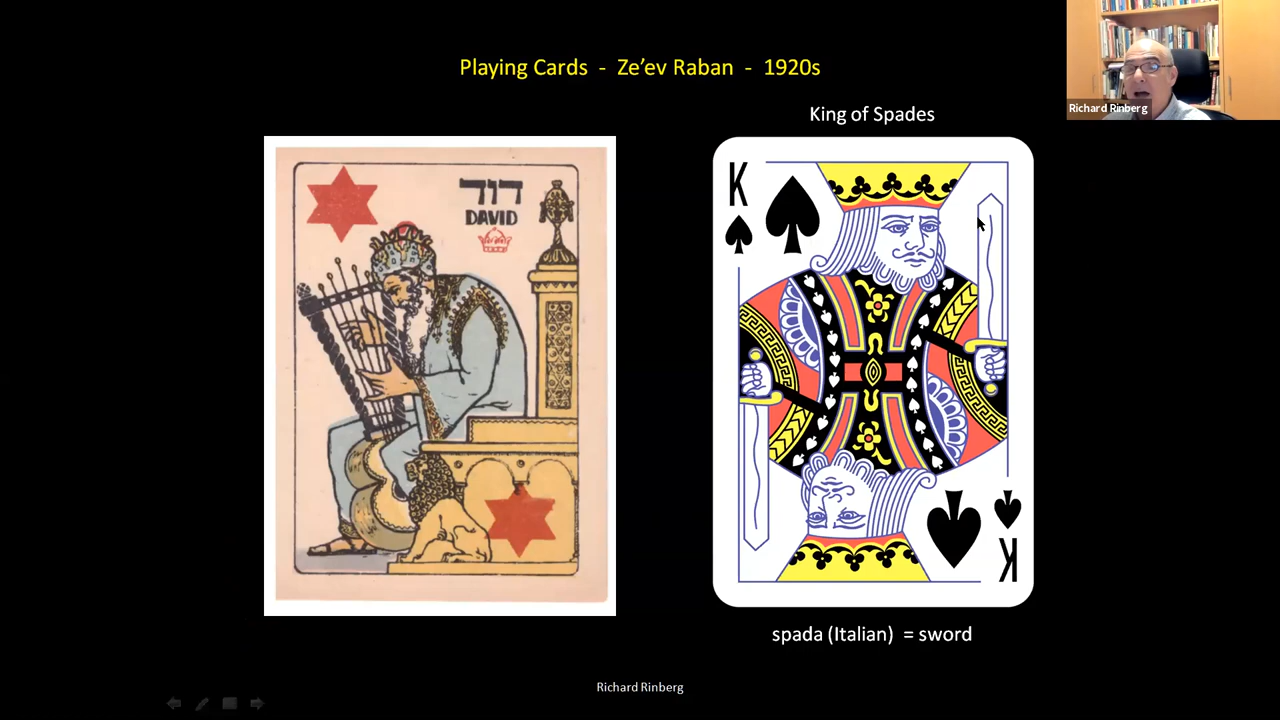 Playing Cards - Ze’ev Raban - 1920s
Richard Rinberg
King of Spades
דוד
DAVID
K
K
spada (Italian) = sword
Richard Rinberg